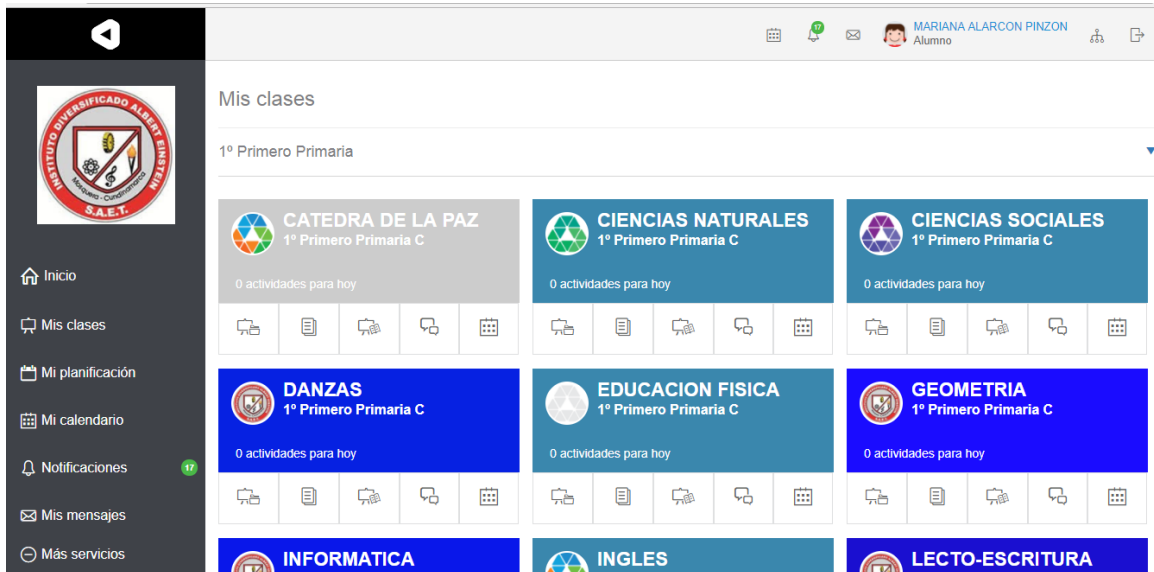 17
MARIANA ALARCON PINZON
Alumno
INSTITUTO DIVERSIFICADO ALBERT EINSTEIN
Mosquera - Cundinamarca
S.A.E.T.
Inicio
Mis clases
Mi planificación
Mi calendario
Notificaciones 17
Mis mensajes
Más servicios
Mis clases
1º Primero Primaria
CATEDRA DE LA PAZ
1º Primero Primaria C
0 actividades para hoy
CIENCIAS NATURALES
1º Primero Primaria C
0 actividades para hoy
CIENCIAS SOCIALES
1º Primero Primaria C
0 actividades para hoy
DANZAS
1º Primero Primaria C
0 actividades para hoy
EDUCACION FISICA
1º Primero Primaria C
0 actividades para hoy
GEOMETRIA
1º Primero Primaria C
0 actividades para hoy
INFORMATICA
INGLES
LECTO-ESCRITURA